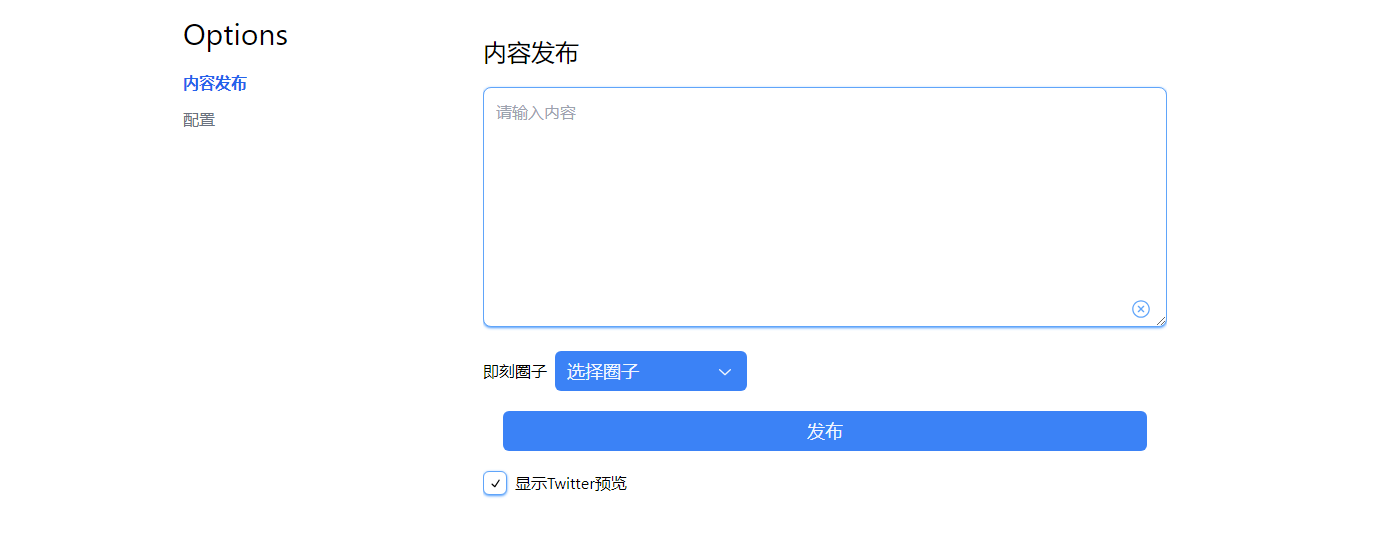 Options
内容发布
配置
内容发布
请输入内容
即刻圈子 选择圈子
发布
显示Twitter预览